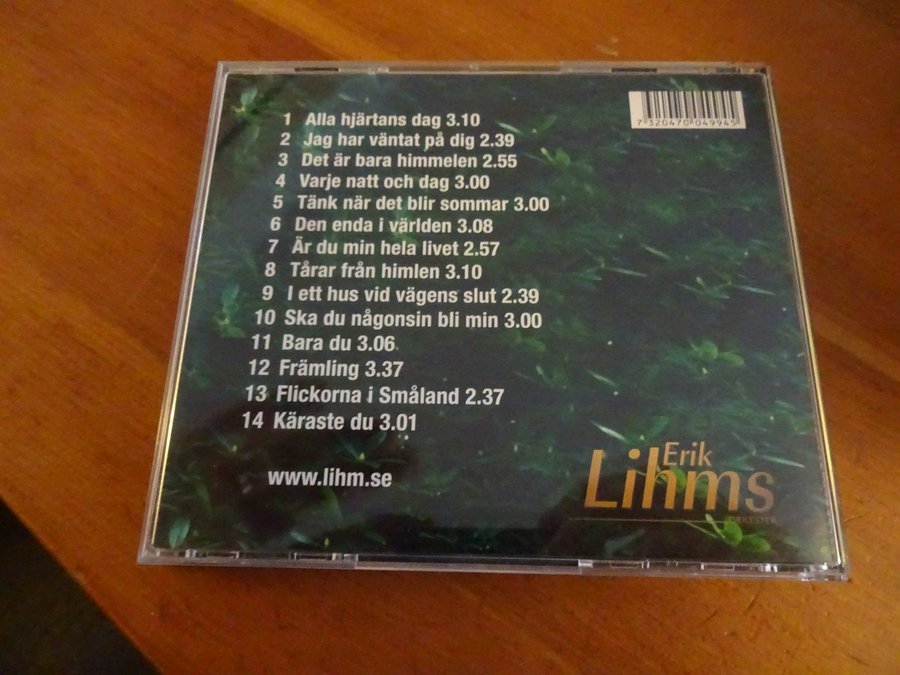 1 Alla hjärtans dag 3.10
2 Jag har väntat på dig 2.39
3 Det är bara himmelen 2.55
4 Varje natt och dag 3.00
5 Tänk när det blir sommar 3.00
6 Den enda i världen 3.08
7 Är du min hela livet 2.57
8 Tårar från himlen 3.10
9 I ett hus vid vägens slut 2.39
10 Ska du någonsin bli min 3.00
11 Bara du 3.06
12 Främling 3.37
13 Flickorna i Småland 2.37
14 Käraste du 3.01
www.lihm.se
7 320470 049945
Erik
Lihms
ORKESTER